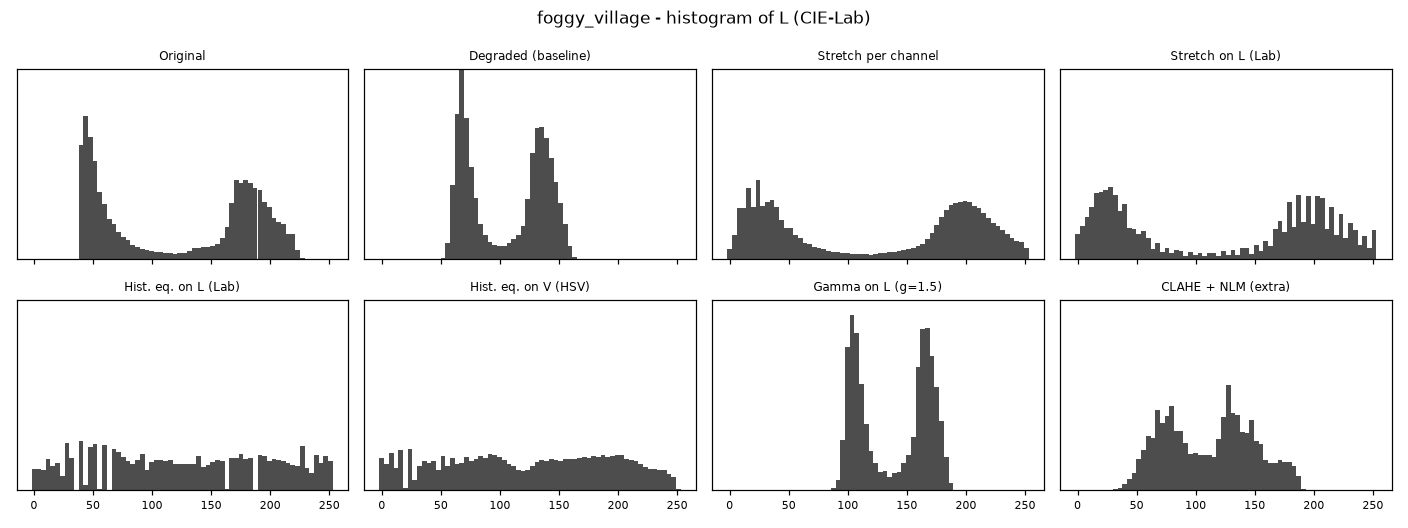 foggy_village - histogram of L (CIE-Lab)
Original
Degraded (baseline)
Stretch per channel
Stretch on L (Lab)
Hist. eq. on L (Lab)
Hist. eq. on V (HSV)
Gamma on L (g=1.5)
CLAHE + NLM (extra)
0 50 100 150 200 250
0 50 100 150 200 250
0 50 100 150 200 250
0 50 100 150 200 250